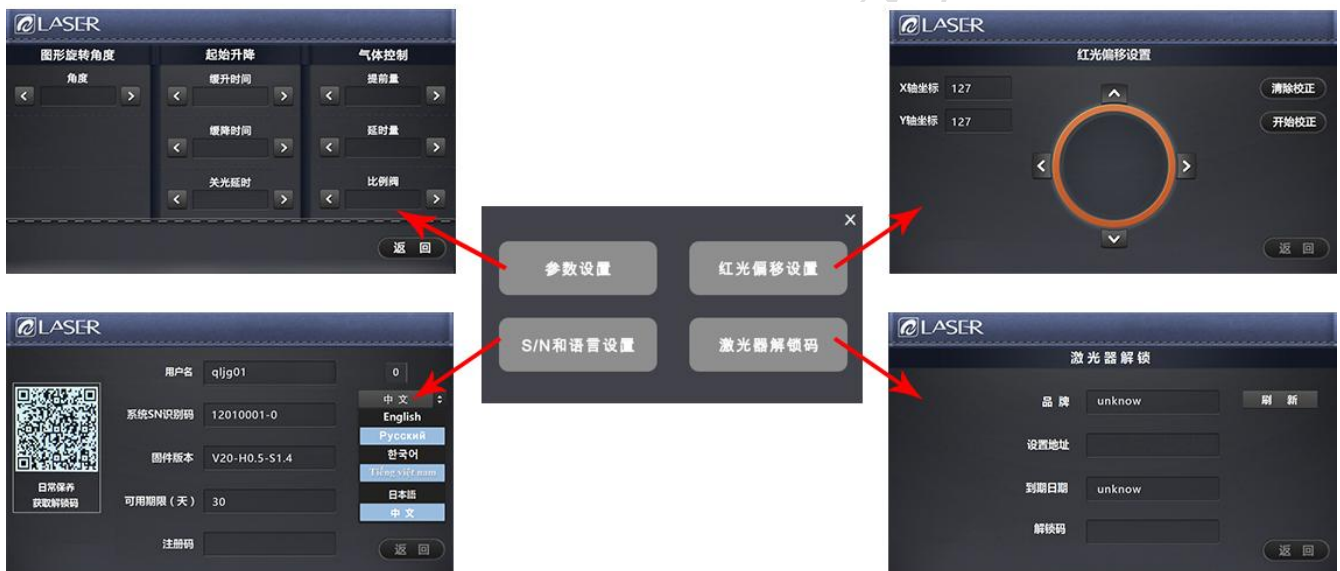 LASER
图形旋转角度
起始升降
气体控制
角度
缓升时间
提前量
缓降时间
延时量
关光延时
比例阀
返 回
LASER
红光偏移设置
X轴坐标 127
清除校正
Y轴坐标 127
开始校正
返 回
X
参数设置
红光偏移设置
S/N和语言设置
激光器解锁码
LASER
用户名 qljg01 0
系统SN识别码 12010001-0
固件版本 V20-H0.5-S1.4
可用期限（天） 30
注册码
日常保养
获取解锁码
中 文
English
Русский
한국어
Tiếng việt nam
日本語
中 文
返 回
LASER
激光器解锁
品 牌 unknow
刷 新
设置地址
到期日期 unknow
解锁码
返 回